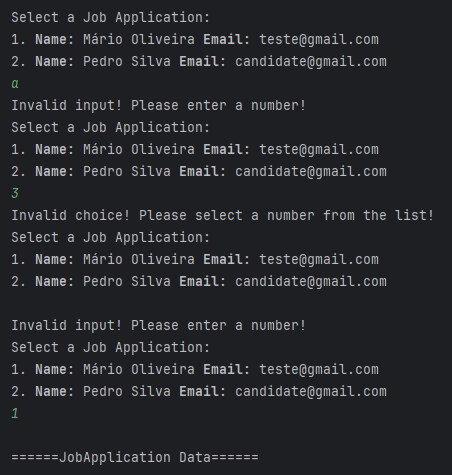 Select a Job Application:
1. Name: Mário Oliveira Email: teste@gmail.com
2. Name: Pedro Silva Email: candidate@gmail.com
a
Invalid input! Please enter a number!
Select a Job Application:
1. Name: Mário Oliveira Email: teste@gmail.com
2. Name: Pedro Silva Email: candidate@gmail.com
3
Invalid choice! Please select a number from the list!
Select a Job Application:
1. Name: Mário Oliveira Email: teste@gmail.com
2. Name: Pedro Silva Email: candidate@gmail.com

Invalid input! Please enter a number!
Select a Job Application:
1. Name: Mário Oliveira Email: teste@gmail.com
2. Name: Pedro Silva Email: candidate@gmail.com
1

======JobApplication Data======